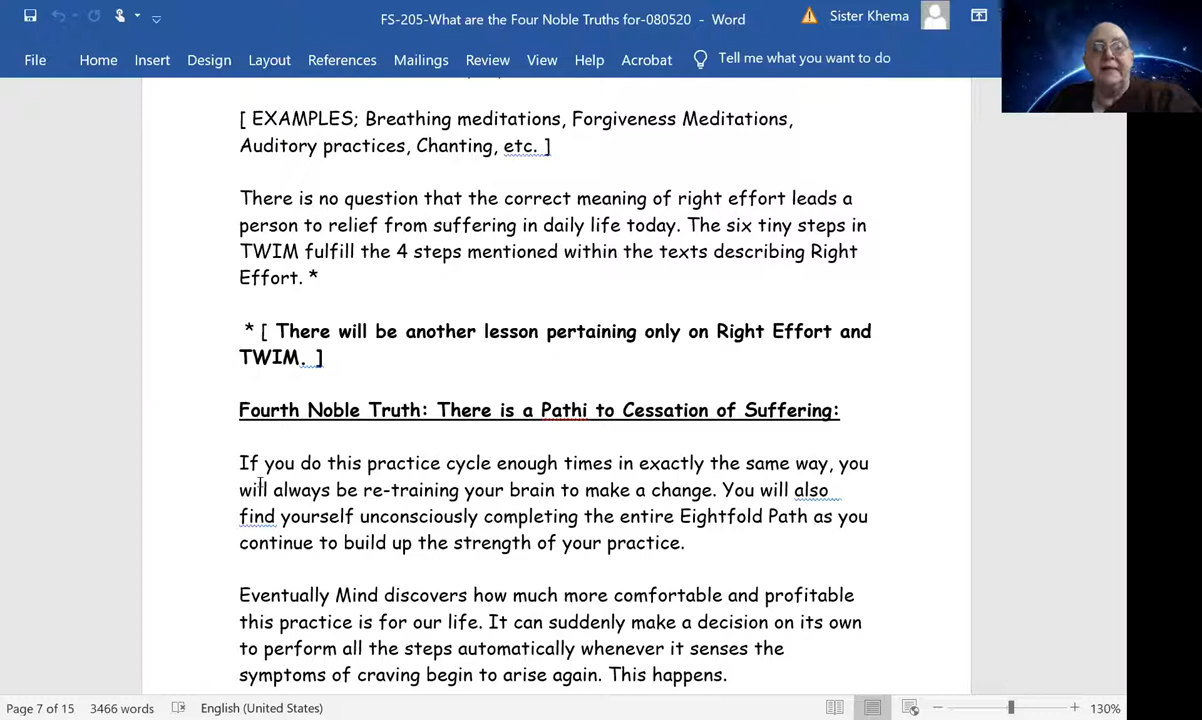 FS-205-What are the Four Noble Truths for-080520 - Word
Sister Khema
File Home Insert Design Layout References Mailings Review View Help Acrobat Tell me what you want to do
[ EXAMPLES; Breathing meditations, Forgiveness Meditations,
Auditory practices, Chanting, etc. ]
There is no question that the correct meaning of right effort leads a
person to relief from suffering in daily life today. The six tiny steps in
TWIM fulfill the 4 steps mentioned within the texts describing Right
Effort. *
* [ There will be another lesson pertaining only on Right Effort and
TWIM. ]
Fourth Noble Truth: There is a Pathi to Cessation of Suffering:
If you do this practice cycle enough times in exactly the same way, you
will always be re-training your brain to make a change. You will also
find yourself unconsciously completing the entire Eightfold Path as you
continue to build up the strength of your practice.
Eventually Mind discovers how much more comfortable and profitable
this practice is for our life. It can suddenly make a decision on its own
to perform all the steps automatically whenever it senses the
symptoms of craving begin to arise again. This happens.
Page 7 of 15 3466 words English (United States) 130%